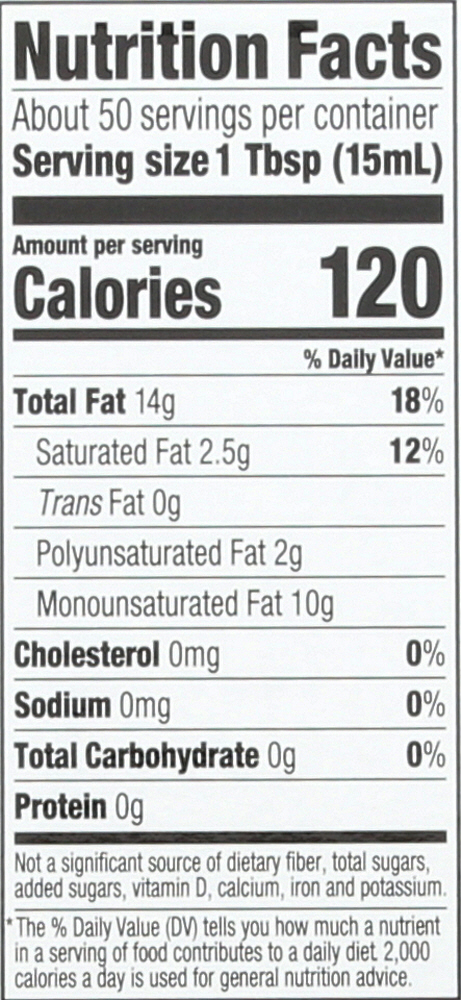 Nutrition Facts
About 50 servings per container
Serving size 1 Tbsp (15mL)
Amount per serving
Calories 120
% Daily Value*
Total Fat 14g 18%
Saturated Fat 2.5g 12%
Trans Fat 0g
Polyunsaturated Fat 2g
Monounsaturated Fat 10g
Cholesterol 0mg 0%
Sodium 0mg 0%
Total Carbohydrate 0g 0%
Protein 0g
Not a significant source of dietary fiber, total sugars,
added sugars, vitamin D, calcium, iron and potassium.
* The % Daily Value (DV) tells you how much a nutrient
in a serving of food contributes to a daily diet. 2,000
calories a day is used for general nutrition advice.